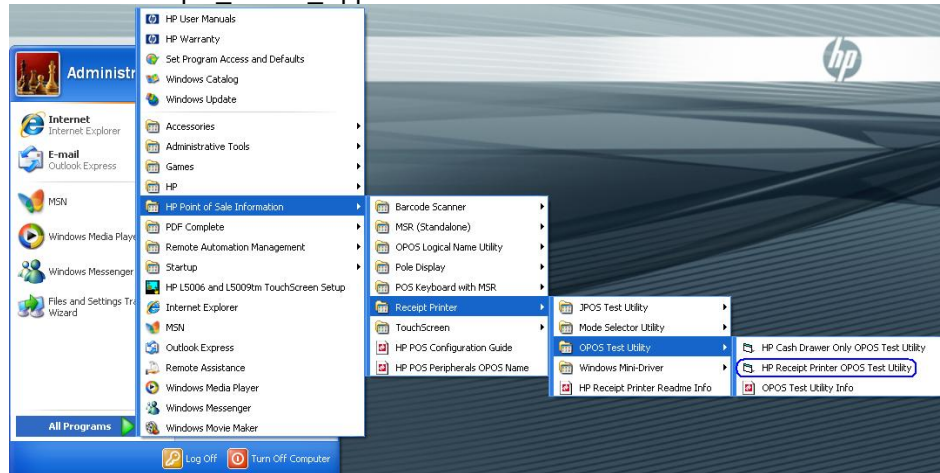 hp
Administr
Internet
Internet Explorer
E-mail
Outlook Express
MSN
Windows Media Playe
Windows Messenger
Files and Settings Tra
Wizard
All Programs
Log Off
Turn Off Computer
HP User Manuals
HP Warranty
Set Program Access and Defaults
Windows Catalog
Windows Update
Accessories
Administrative Tools
Games
HP
HP Point of Sale Information
PDF Complete
Remote Automation Management
Startup
HP L5006 and L5009tm TouchScreen Setup
Internet Explorer
MSN
Outlook Express
Remote Assistance
Windows Media Player
Windows Messenger
Windows Movie Maker
Barcode Scanner
MSR (Standalone)
OPOS Logical Name Utility
Pole Display
POS Keyboard with MSR
Receipt Printer
TouchScreen
HP POS Configuration Guide
HP POS Peripherals OPOS Name
JPOS Test Utility
Mode Selector Utility
OPOS Test Utility
Windows Mini-Driver
HP Receipt Printer Readme Info
HP Cash Drawer Only OPOS Test Utility
HP Receipt Printer OPOS Test Utility
OPOS Test Utility Info